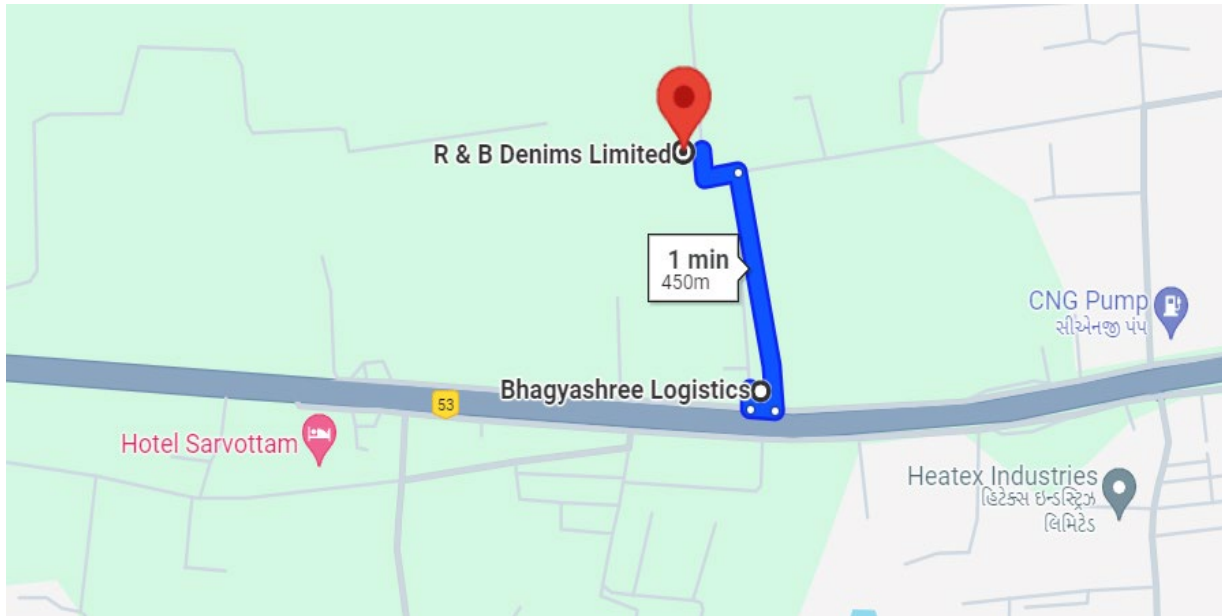 R & B Denims Limited
1 min
450m
CNG Pump
સીએનજી પંપ
Bhagyashree Logistics
53
Hotel Sarvottam
Heatex Industries
હિટેક્સ ઇન્ડસ્ટ્રિઝ
લિમિટેડ